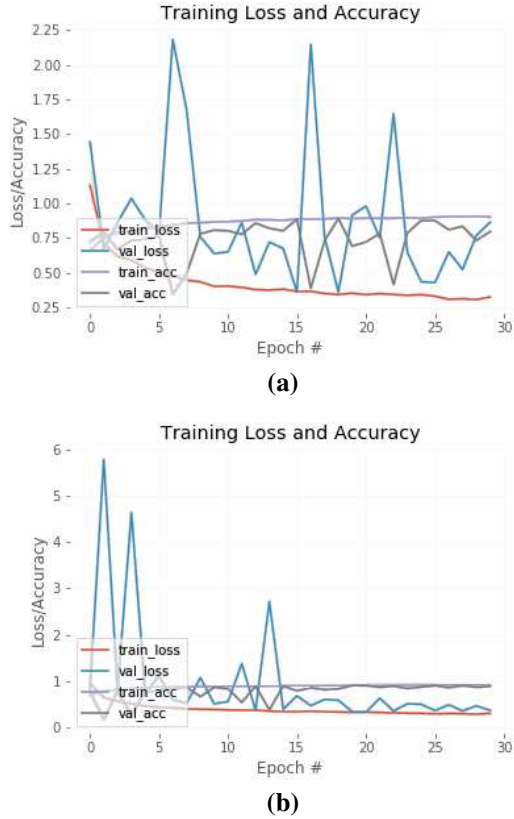 Training Loss and Accuracy
2.25
2.00
1.75
1.50
1.25
1.00
0.75
0.50
0.25
Loss/Accuracy
train_loss
val_loss
train_acc
val_acc
0 5 10 15 20 25 30
Epoch #
(a)
Training Loss and Accuracy
6
5
4
3
2
1
0
Loss/Accuracy
train_loss
val_loss
train_acc
val_acc
0 5 10 15 20 25 30
Epoch #
(b)